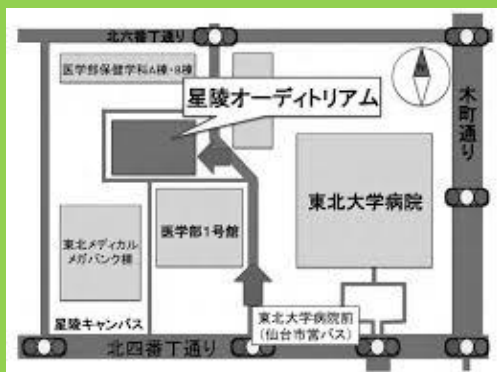 北六番丁通り
医学部保健学科A棟・B棟
星陵オーディトリアム
木町通り
東北大学病院
医学部1号館
東北メディカル
メガバンク棟
星陵キャンパス
東北大学病院前
(仙台市営バス)
北四番丁通り